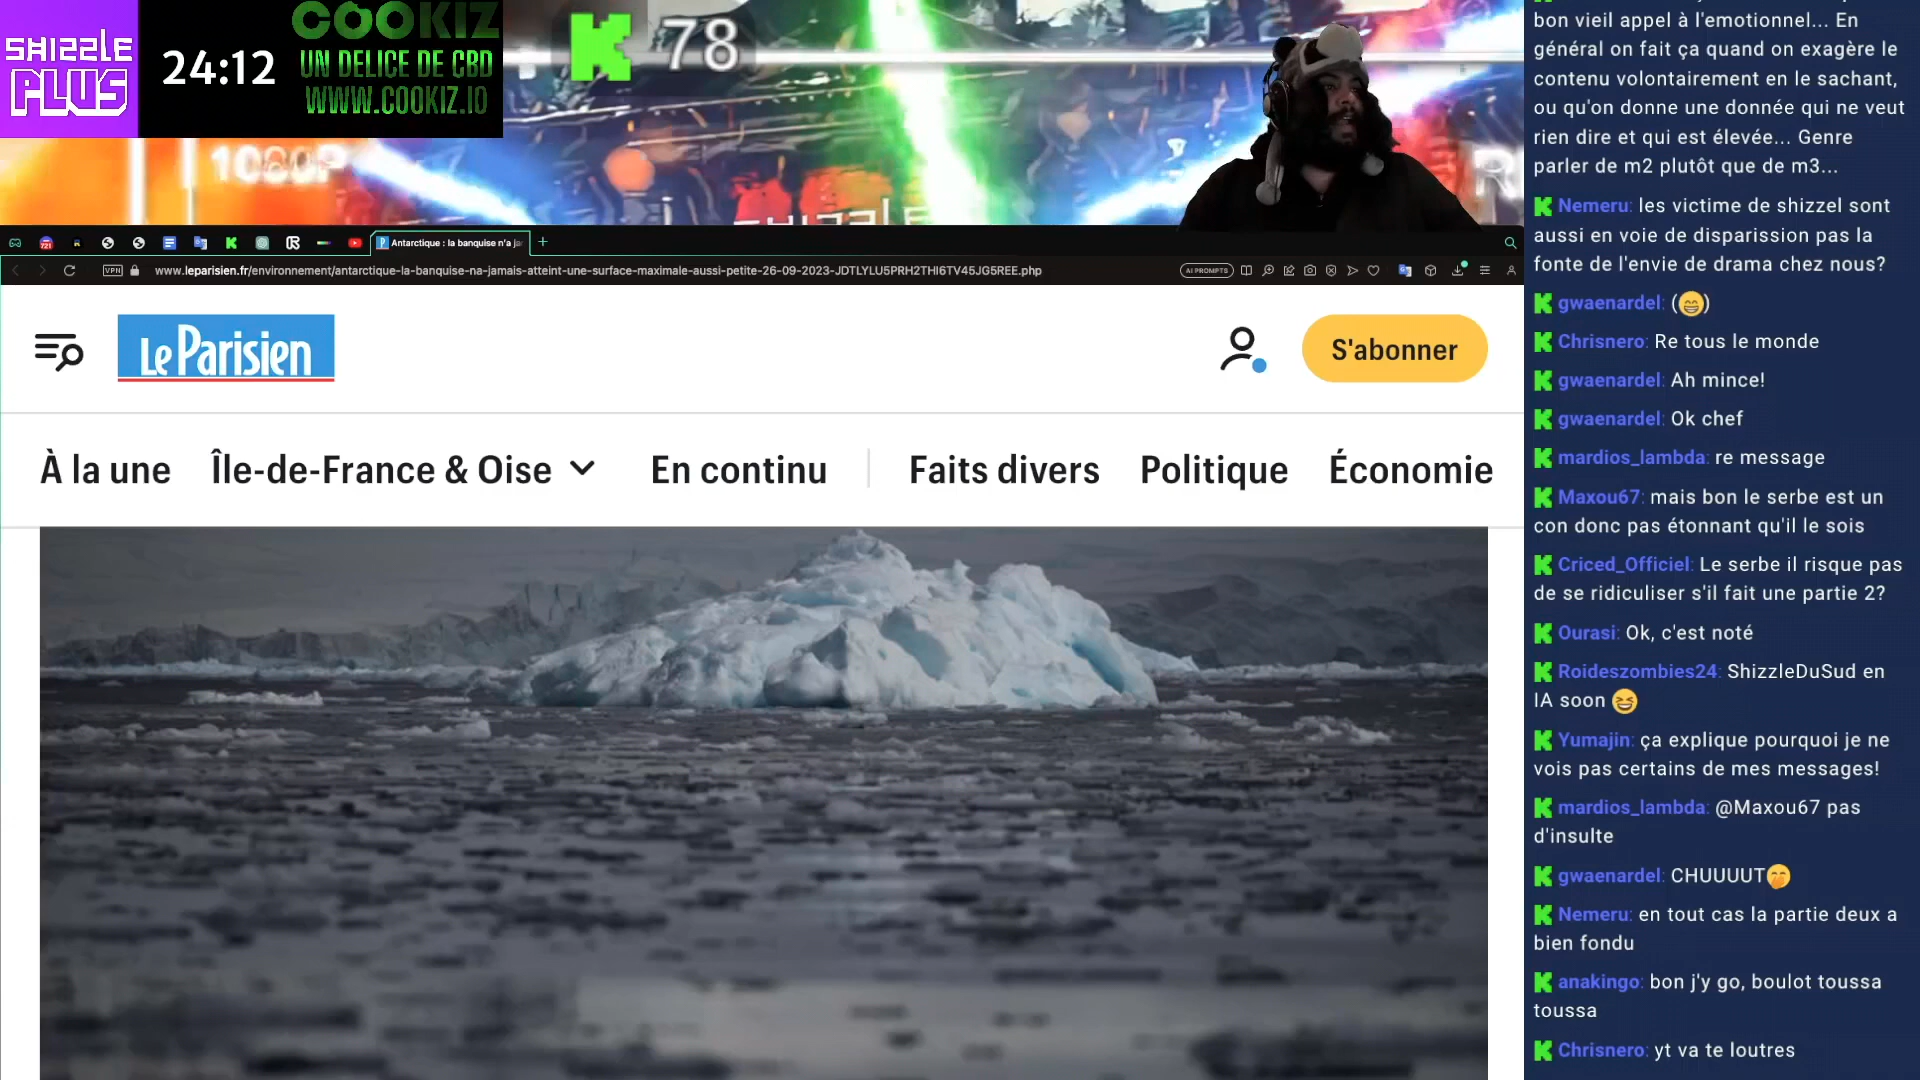 SHIZZLE
PLUS
24:12
COOKIZ
UN DELICE DE CBD
WWW.COOKIZ.IO
78
1080P
Antarctique : la banquise n'a ja
VPN
www.leparisien.fr/environnement/antarctique-la-banquise-na-jamais-atteint-une-surface-maximale-aussi-petite-26-09-2023-JDTLYLU5PRH2THI6TV45JG5REE.php
AI PROMPTS
Le Parisien
S'abonner
À la une
Île-de-France & Oise
En continu
Faits divers
Politique
Économie
bon vieil appel à l'emotionnel... En
général on fait ça quand on exagère le
contenu volontairement en le sachant,
ou qu'on donne une donnée qui ne veut
rien dire et qui est élevée... Genre
parler de m2 plutôt que de m3...
Nemeru: les victime de shizzel sont
aussi en voie de disparission pas la
fonte de l'envie de drama chez nous?
gwaenardel: (😁)
Chrisnero: Re tous le monde
gwaenardel: Ah mince!
gwaenardel: Ok chef
mardios_lambda: re message
Maxou67: mais bon le serbe est un
con donc pas étonnant qu'il le sois
Criced_Officiel: Le serbe il risque pas
de se ridiculiser s'il fait une partie 2?
Ourasi: Ok, c'est noté
Roideszombies24: ShizzleDuSud en
IA soon 😆
Yumajin: ça explique pourquoi je ne
vois pas certains de mes messages!
mardios_lambda: @Maxou67 pas
d'insulte
gwaenardel: CHUUUUT🤭
Nemeru: en tout cas la partie deux a
bien fondu
anakingo: bon j'y go, boulot toussa
toussa
Chrisnero: yt va te loutres